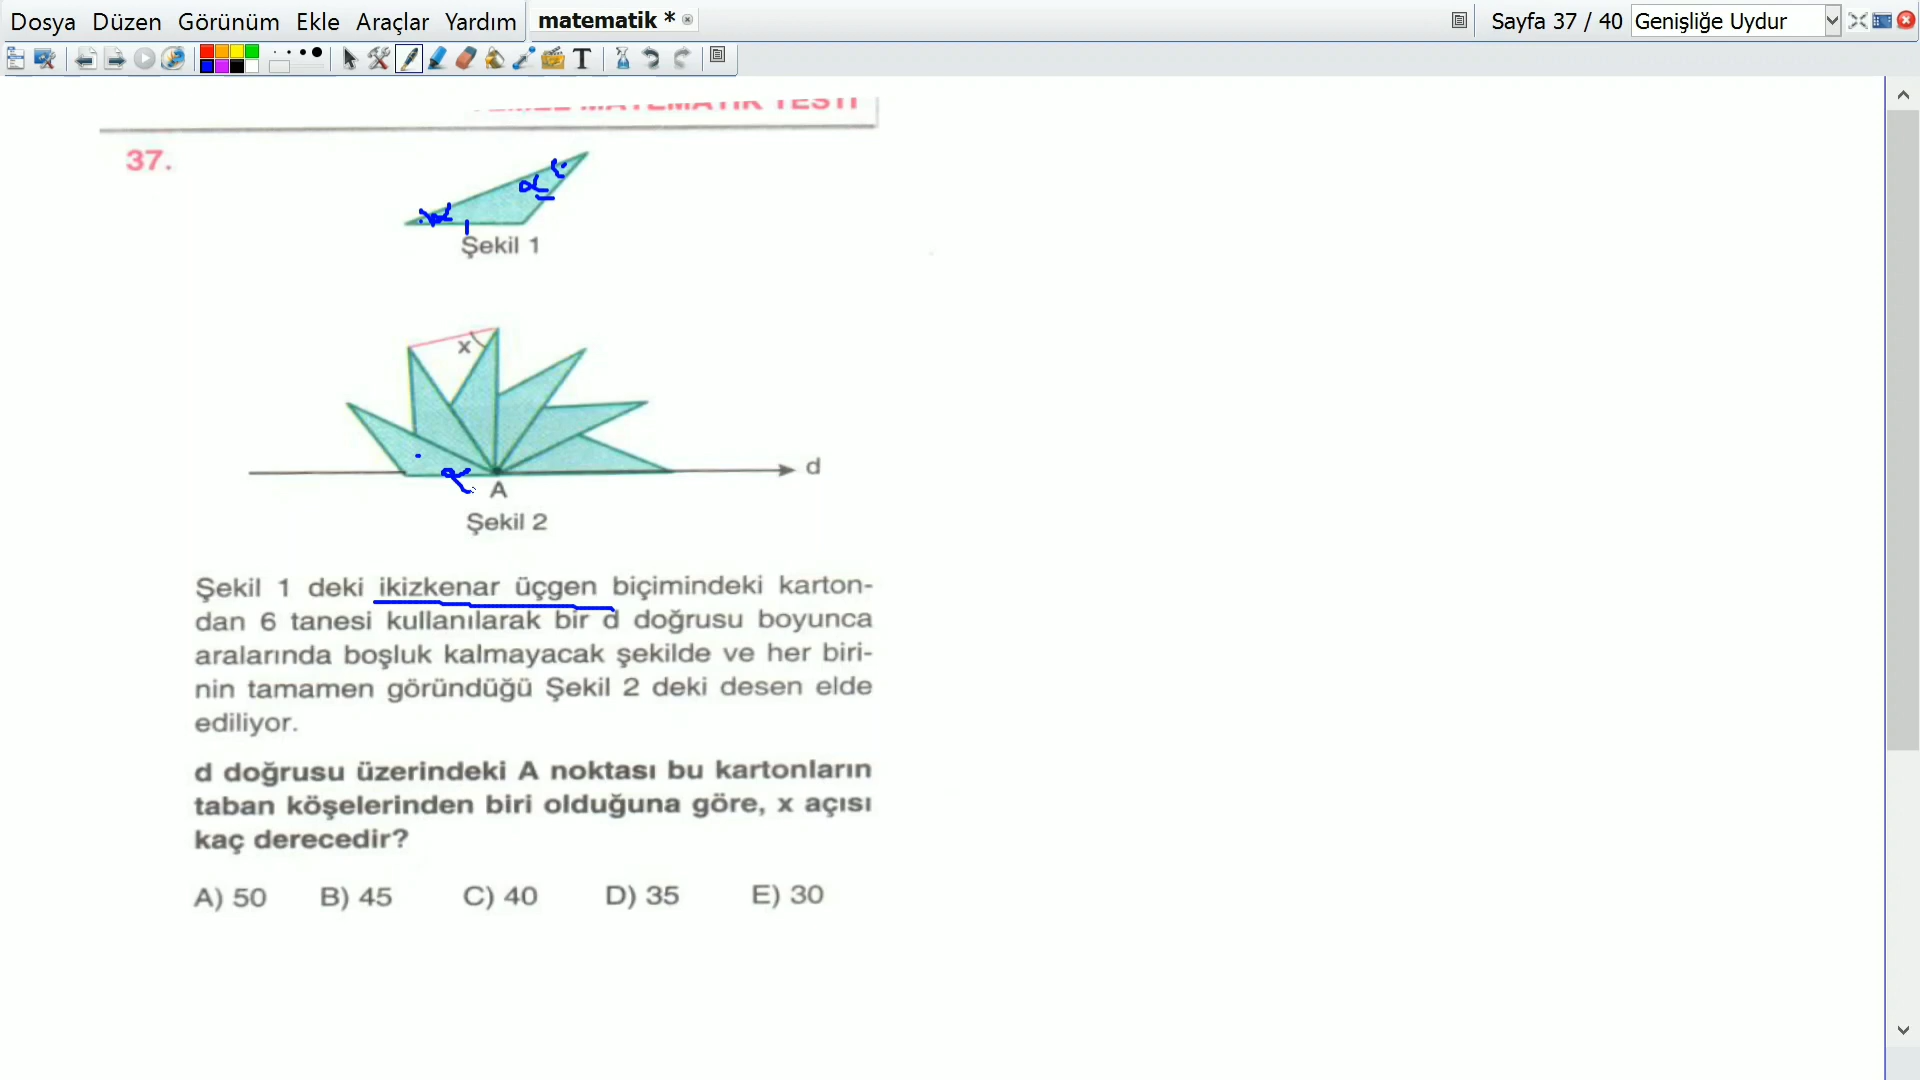 Dosya Düzen Görünüm Ekle Araçlar Yardım matematik * Sayfa 37 / 40 Genişliğe Uydur
T
TEMEL MATEMATİK TESTİ
37.
α
α
Şekil 1
x
d
α
A
Şekil 2
Şekil 1 deki ikizkenar üçgen biçimindeki karton-
dan 6 tanesi kullanılarak bir d doğrusu boyunca
aralarında boşluk kalmayacak şekilde ve her biri-
nin tamamen göründüğü Şekil 2 deki desen elde
ediliyor.
d doğrusu üzerindeki A noktası bu kartonların
taban köşelerinden biri olduğuna göre, x açısı
kaç derecedir?
A) 50 B) 45 C) 40 D) 35 E) 30